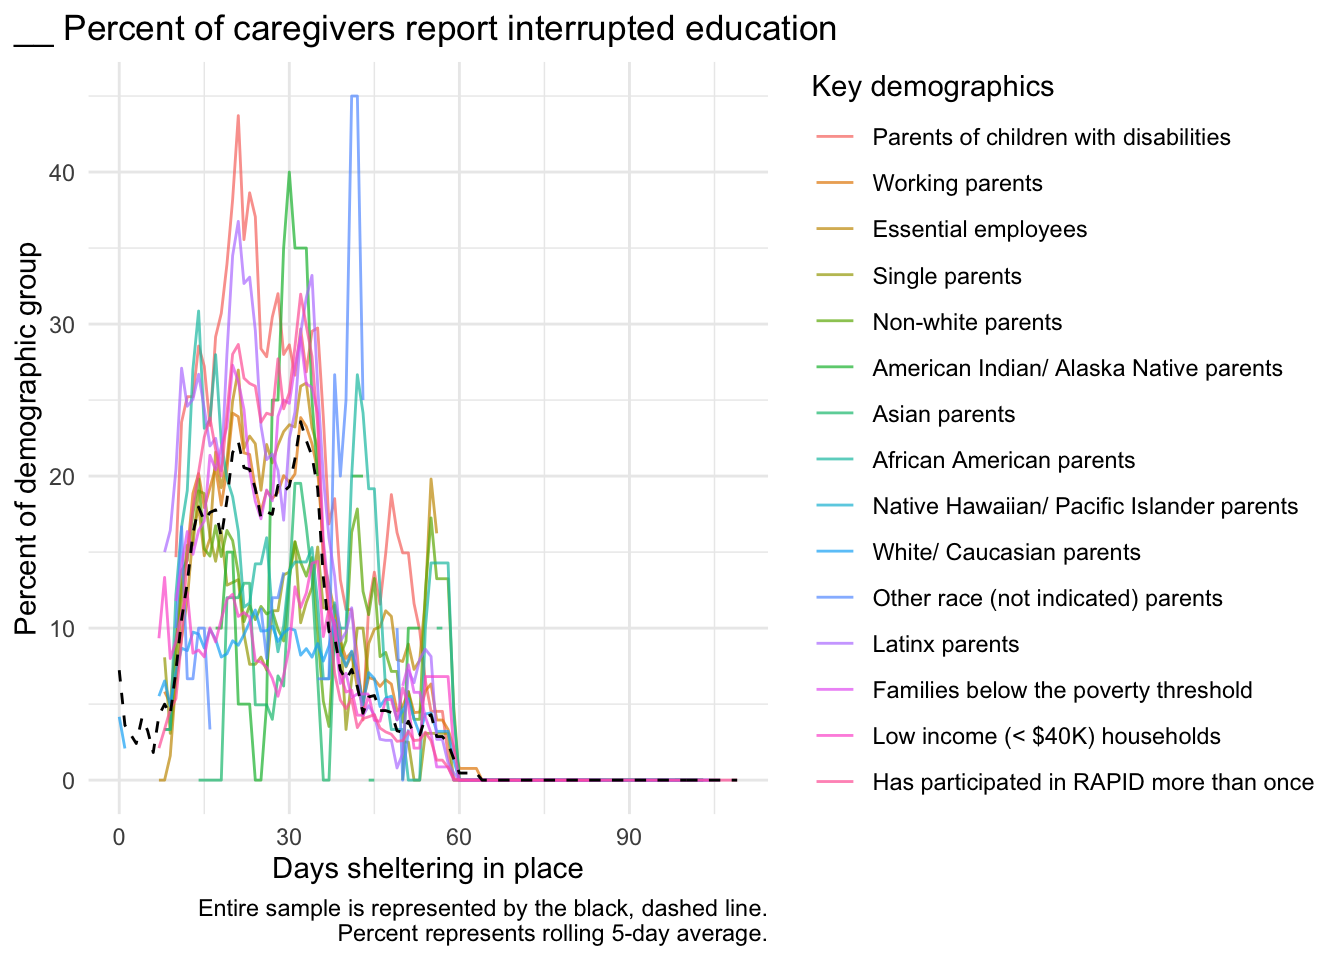 __ Percent of caregivers report interrupted education
Percent of demographic group
40
30
20
10
0
0
30
60
90
Days sheltering in place
Entire sample is represented by the black, dashed line.
Percent represents rolling 5-day average.
Key demographics
Parents of children with disabilities
Working parents
Essential employees
Single parents
Non-white parents
American Indian/ Alaska Native parents
Asian parents
African American parents
Native Hawaiian/ Pacific Islander parents
White/ Caucasian parents
Other race (not indicated) parents
Latinx parents
Families below the poverty threshold
Low income (< $40K) households
Has participated in RAPID more than once